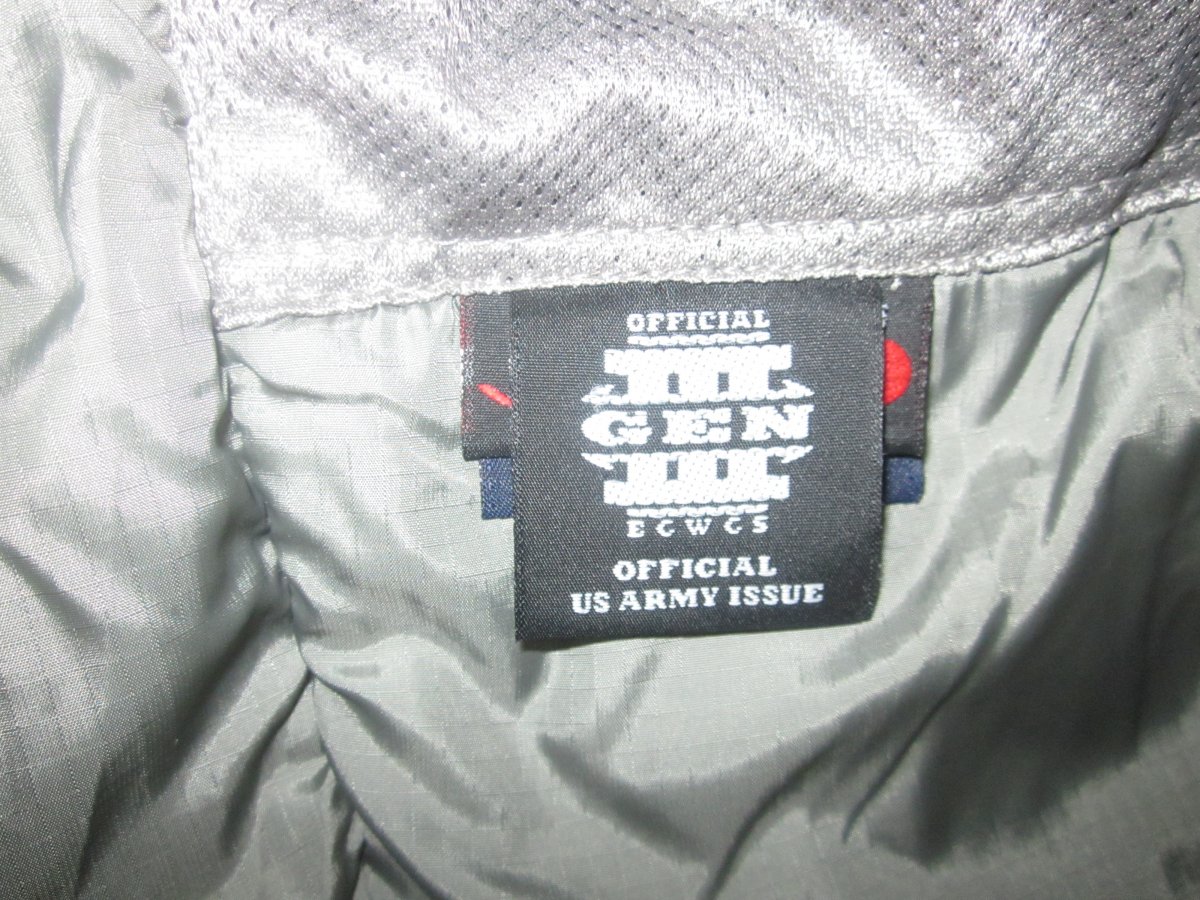 OFFICIAL
III
GEN
III
ECWCS
OFFICIAL
US ARMY ISSUE